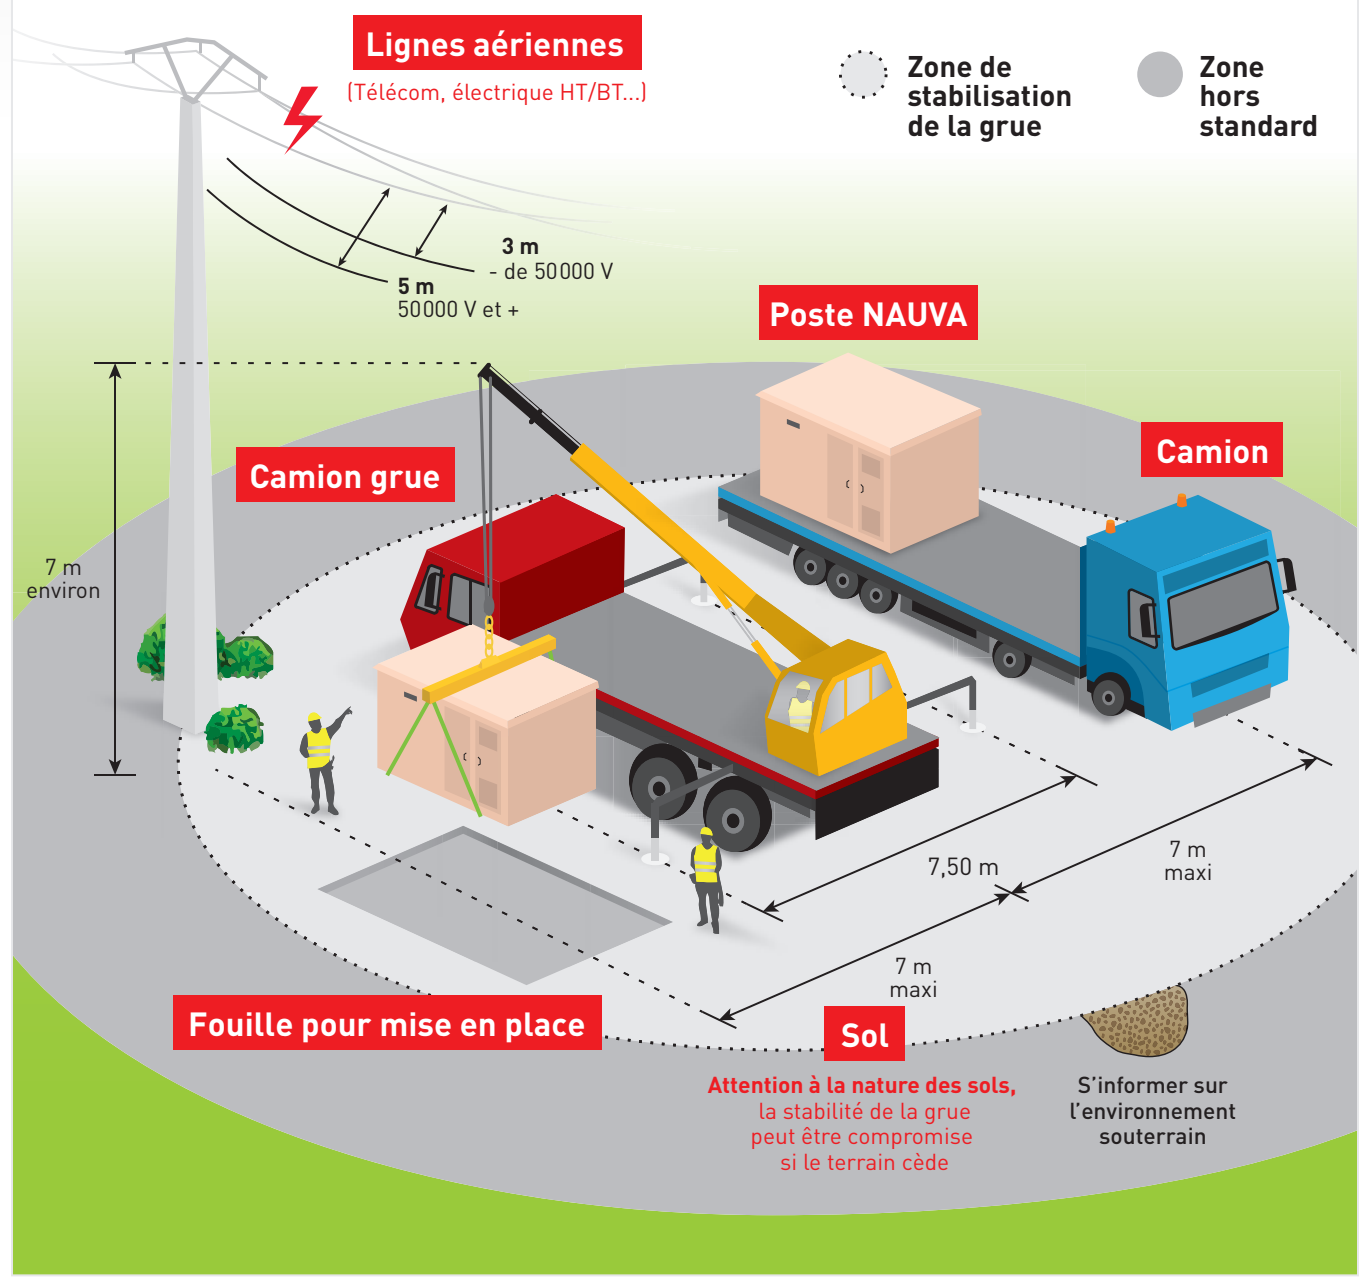 Lignes aériennes
(Télécom, électrique HT/BT...)
Zone de
stabilisation
de la grue
Zone
hors
standard
3 m
- de 50000 V
5 m
50000 V et +
Poste NAUVA
Camion grue
Camion
7 m
environ
7,50 m
7 m
maxi
7 m
maxi
Fouille pour mise en place
Sol
Attention à la nature des sols,
la stabilité de la grue
peut être compromise
si le terrain cède
S'informer sur
l'environnement
souterrain